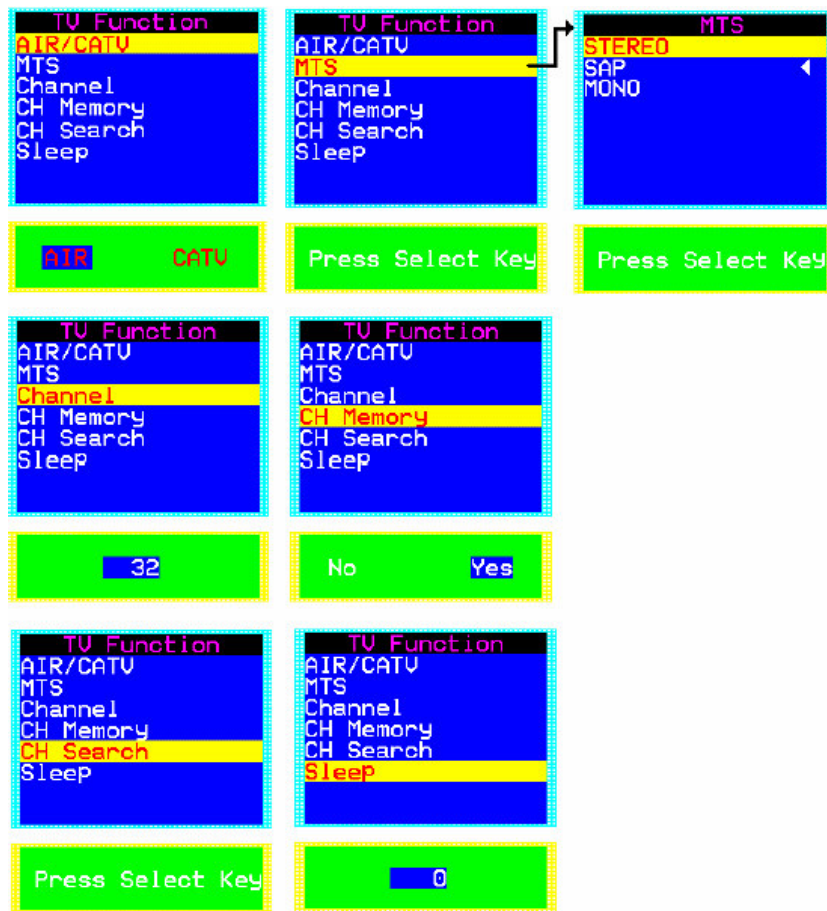 TV Function
AIR/CATV
MTS
Channel
CH Memory
CH Search
Sleep
AIR CATV
TV Function
AIR/CATV
MTS
Channel
CH Memory
CH Search
Sleep
Press Select Key
MTS
STEREO
SAP
MONO
Press Select Key
TV Function
AIR/CATV
MTS
Channel
CH Memory
CH Search
Sleep
32
TV Function
AIR/CATV
MTS
Channel
CH Memory
CH Search
Sleep
No Yes
TV Function
AIR/CATV
MTS
Channel
CH Memory
CH Search
Sleep
Press Select Key
TV Function
AIR/CATV
MTS
Channel
CH Memory
CH Search
Sleep
0